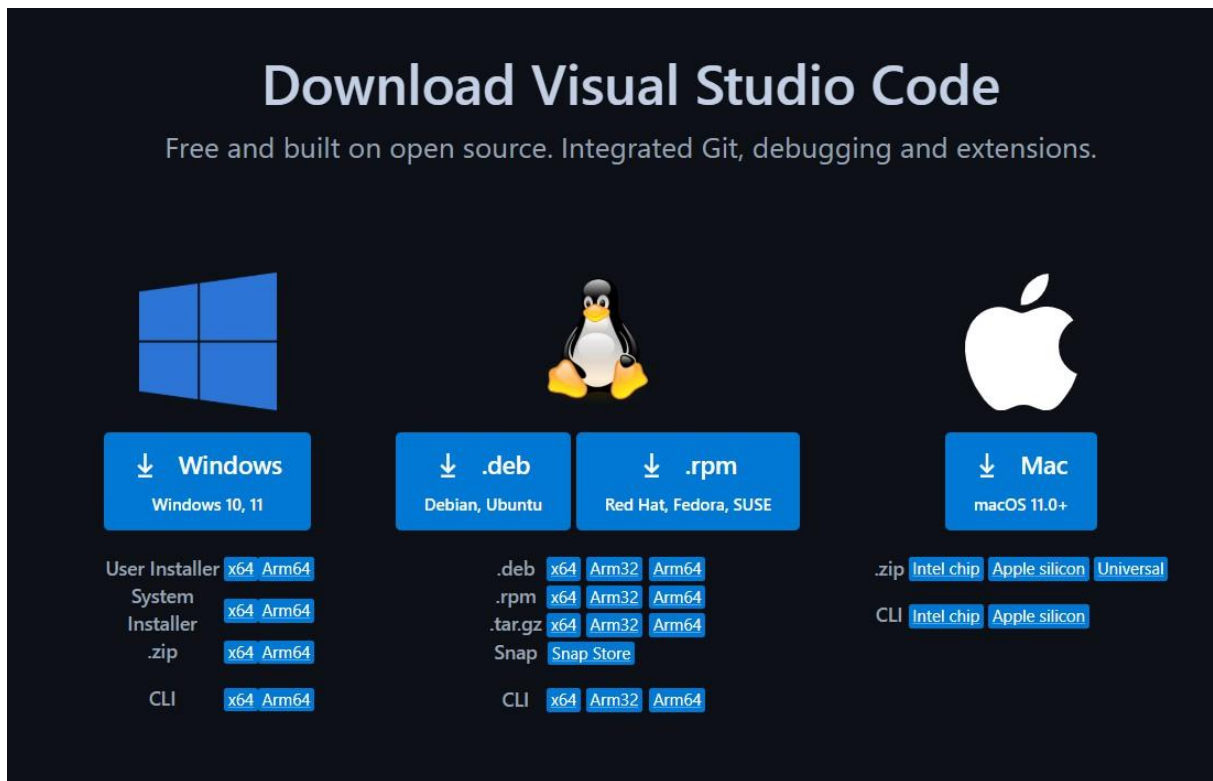 Download Visual Studio Code
Free and built on open source. Integrated Git, debugging and extensions.
Windows
Windows 10, 11
User Installer x64 Arm64
System
Installer x64 Arm64
.zip x64 Arm64
CLI x64 Arm64
.deb
Debian, Ubuntu
.rpm
Red Hat, Fedora, SUSE
.deb x64 Arm32 Arm64
.rpm x64 Arm32 Arm64
.tar.gz x64 Arm32 Arm64
Snap Snap Store
CLI x64 Arm32 Arm64
Mac
macOS 11.0+
.zip Intel chip Apple silicon Universal
CLI Intel chip Apple silicon